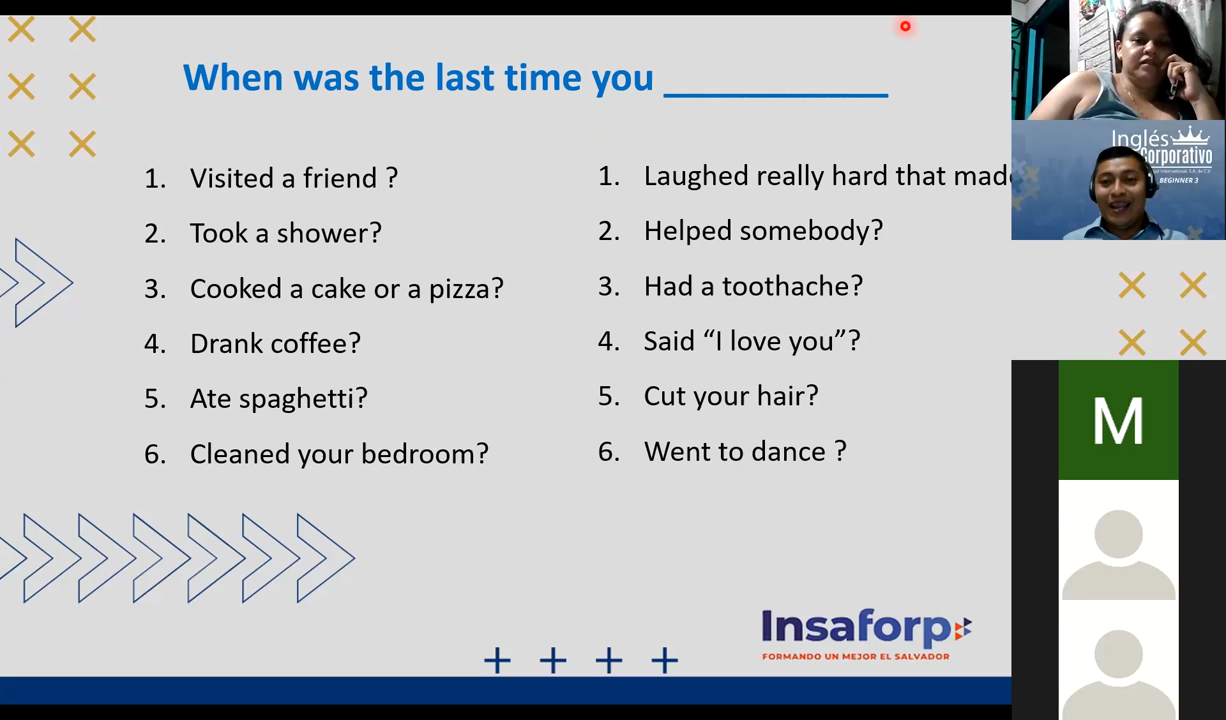 When was the last time you ___________
1. Visited a friend ?
2. Took a shower?
3. Cooked a cake or a pizza?
4. Drank coffee?
5. Ate spaghetti?
6. Cleaned your bedroom?
1. Laughed really hard that made
2. Helped somebody?
3. Had a toothache?
4. Said “I love you”?
5. Cut your hair?
6. Went to dance ?
Inglés
Corporativo
BEGINNER 3
M
Insaforp
FORMANDO UN MEJOR EL SALVADOR